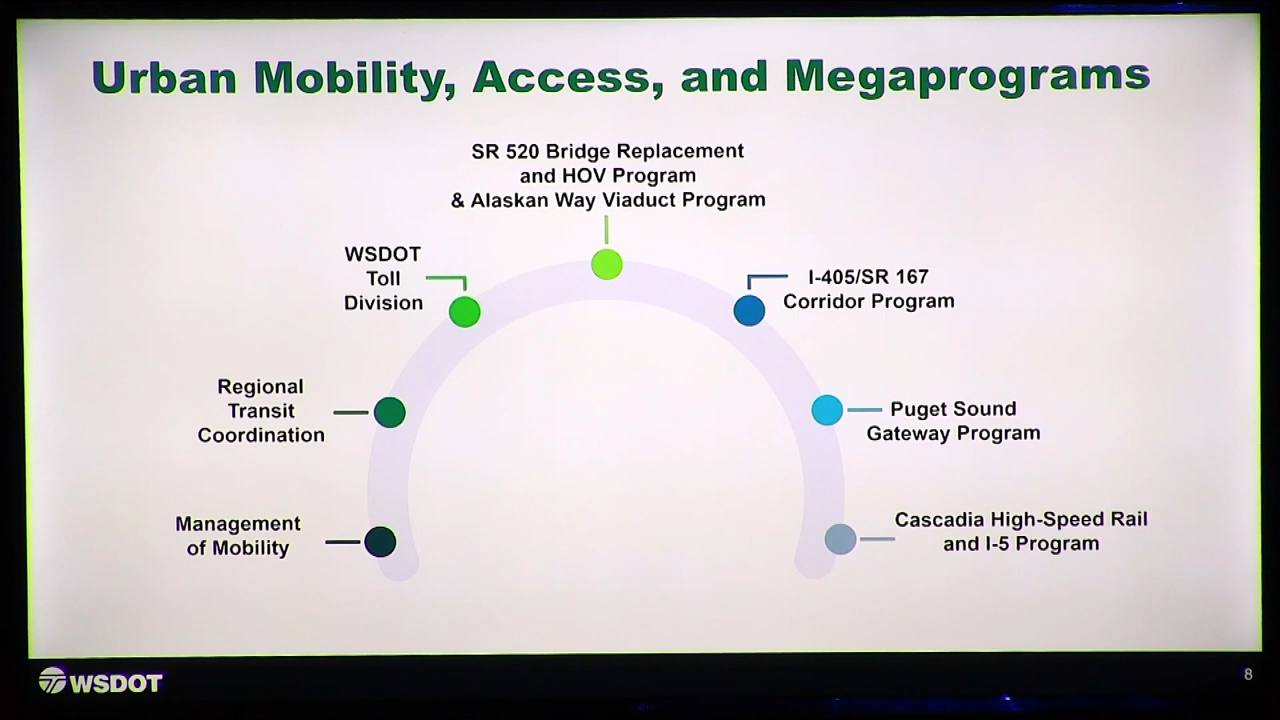 Urban Mobility, Access, and Megaprograms
SR 520 Bridge Replacement
and HOV Program
& Alaskan Way Viaduct Program
WSDOT
Toll
Division
I-405/SR 167
Corridor Program
Regional
Transit
Coordination
Puget Sound
Gateway Program
Management
of Mobility
Cascadia High-Speed Rail
and I-5 Program
WSDOT
8